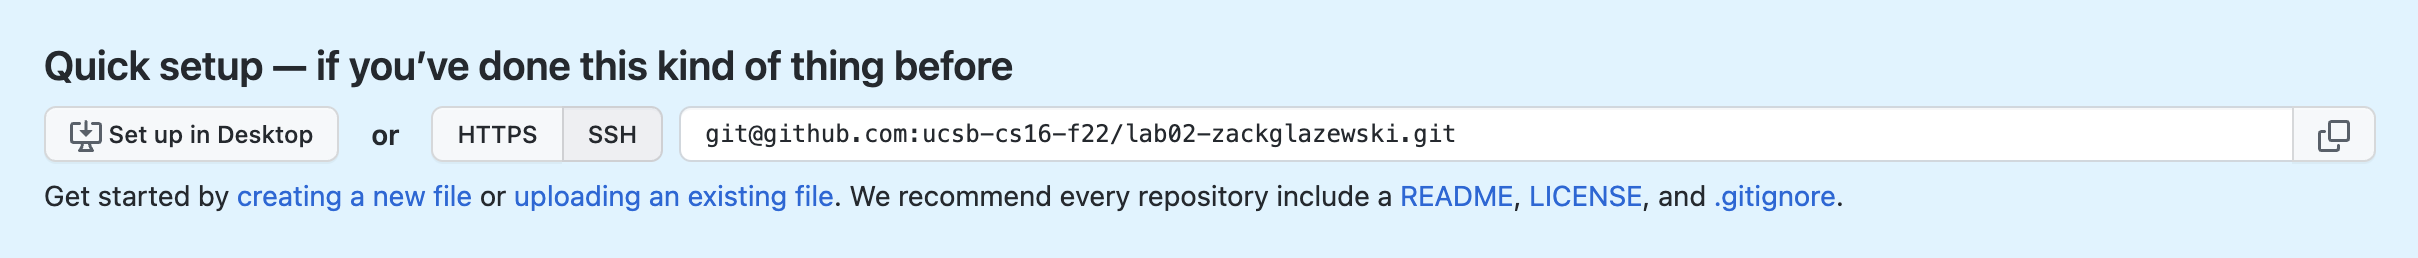 Quick setup — if you’ve done this kind of thing before
Set up in Desktop or HTTPS SSH git@github.com:ucsb-cs16-f22/lab02-zackglazewski.git
Get started by creating a new file or uploading an existing file. We recommend every repository include a README, LICENSE, and .gitignore.